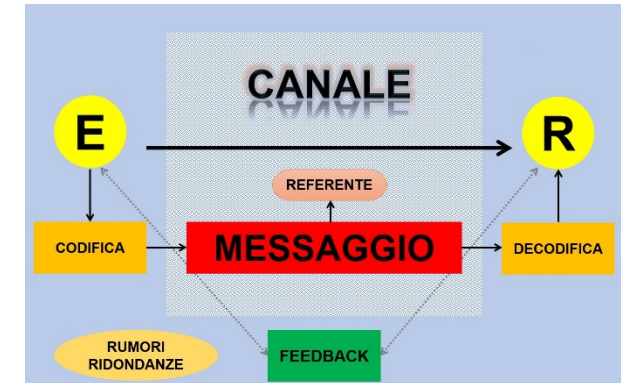 CANALE
E
R
REFERENTE
CODIFICA
MESSAGGIO
DECODIFICA
RUMORI
RIDONDANZE
FEEDBACK